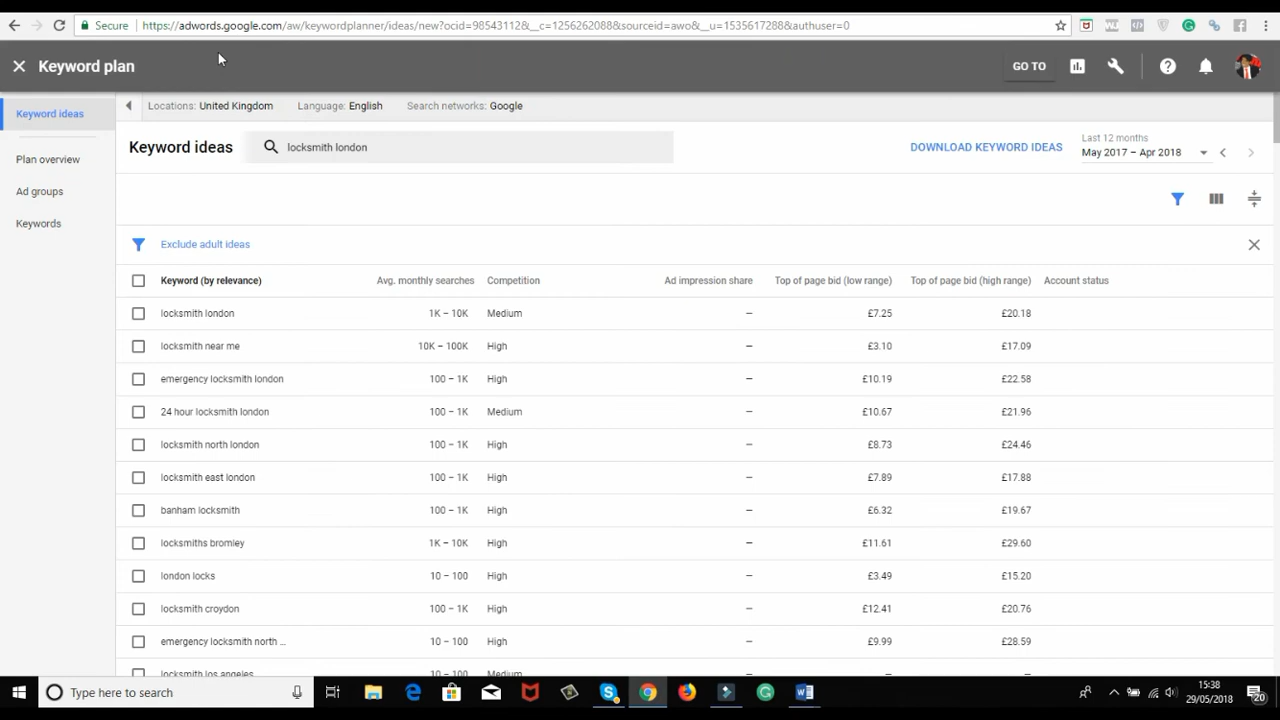 Secure https://adwords.google.com/aw/keywordplanner/ideas/new?ocid=98543112&__c=1256262088&sourceid=awo&__u=1535617288&authuser=0
Keyword plan GO TO
Keyword ideas
Plan overview
Ad groups
Keywords
Locations: United Kingdom Language: English Search networks: Google
Keyword ideas locksmith london DOWNLOAD KEYWORD IDEAS Last 12 months
May 2017 – Apr 2018
Exclude adult ideas
Keyword (by relevance) Avg. monthly searches Competition Ad impression share Top of page bid (low range) Top of page bid (high range) Account status
locksmith london 1K – 10K Medium – £7.25 £20.18
locksmith near me 10K – 100K High – £3.10 £17.09
emergency locksmith london 100 – 1K High – £10.19 £22.58
24 hour locksmith london 100 – 1K Medium – £10.67 £21.96
locksmith north london 100 – 1K High – £8.73 £24.46
locksmith east london 100 – 1K High – £7.89 £17.88
banham locksmith 100 – 1K High – £6.32 £19.67
locksmiths bromley 1K – 10K High – £11.61 £29.60
london locks 10 – 100 High – £3.49 £15.20
locksmith croydon 100 – 1K High – £12.41 £20.76
emergency locksmith north ... 10 – 100 High – £9.99 £28.59
locksmith los angeles 10 – 100 Medium
Type here to search
15:38
29/05/2018
20